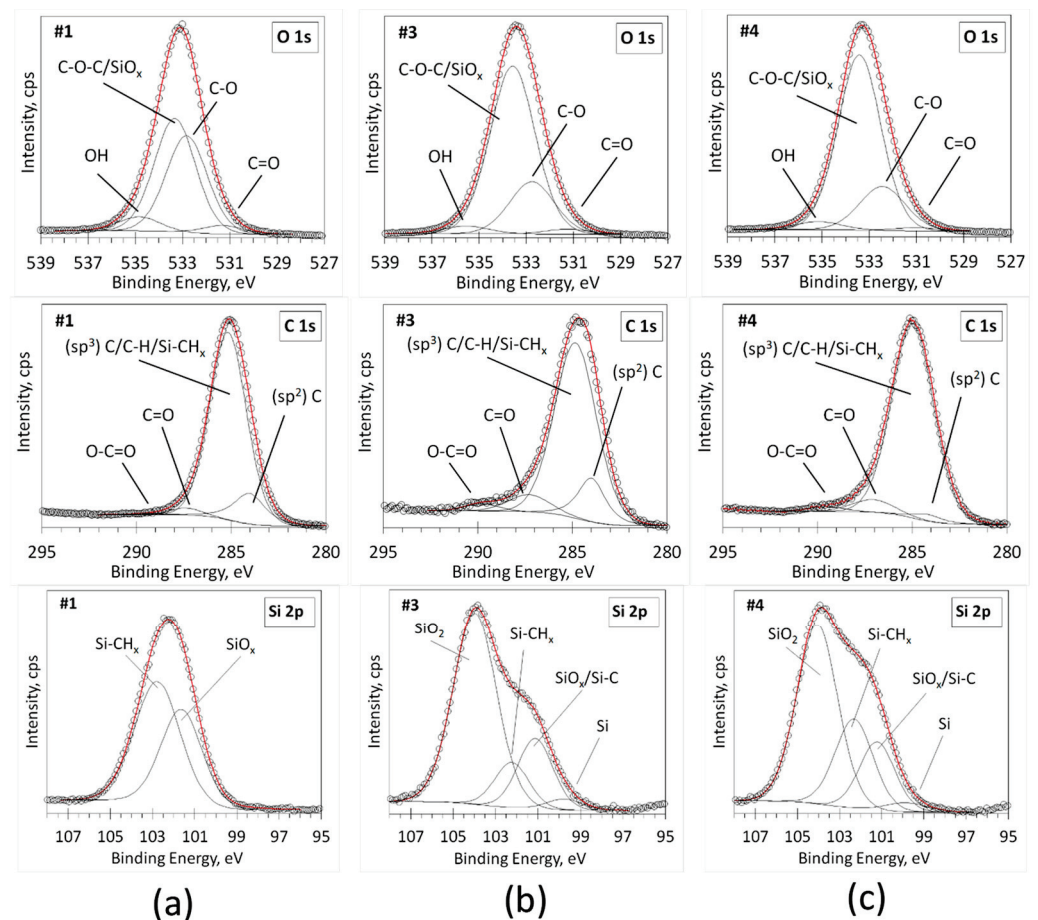 #1
O 1s
C-O-C/SiOₓ
C-O
OH
C=O
Intensity, cps
539 537 535 533 531 529 527
Binding Energy, eV
#3
O 1s
C-O-C/SiOₓ
C-O
OH
C=O
Intensity, cps
539 537 535 533 531 529 527
Binding Energy, eV
#4
O 1s
C-O-C/SiOₓ
C-O
OH
C=O
Intensity, cps
539 537 535 533 531 529 527
Binding Energy, eV
#1
C 1s
(sp³) C/C-H/Si-CHₓ
(sp²) C
C=O
O-C=O
Intensity, cps
295 290 285 280
Binding Energy, eV
#3
C 1s
(sp³) C/C-H/Si-CHₓ
(sp²) C
C=O
O-C=O
Intensity, cps
295 290 285 280
Binding Energy, eV
#4
C 1s
(sp³) C/C-H/Si-CHₓ
(sp²) C
C=O
O-C=O
Intensity, cps
295 290 285 280
Binding Energy, eV
#1
Si 2p
Si-CHₓ
SiOₓ
Intensity, cps
107 105 103 101 99 97 95
Binding Energy, eV
#3
Si 2p
SiO₂
Si-CHₓ
SiOₓ/Si-C
Si
Intensity, cps
107 105 103 101 99 97 95
Binding Energy, eV
#4
Si 2p
SiO₂
Si-CHₓ
SiOₓ/Si-C
Si
Intensity, cps
107 105 103 101 99 97 95
Binding Energy, eV
(a) (b) (c)